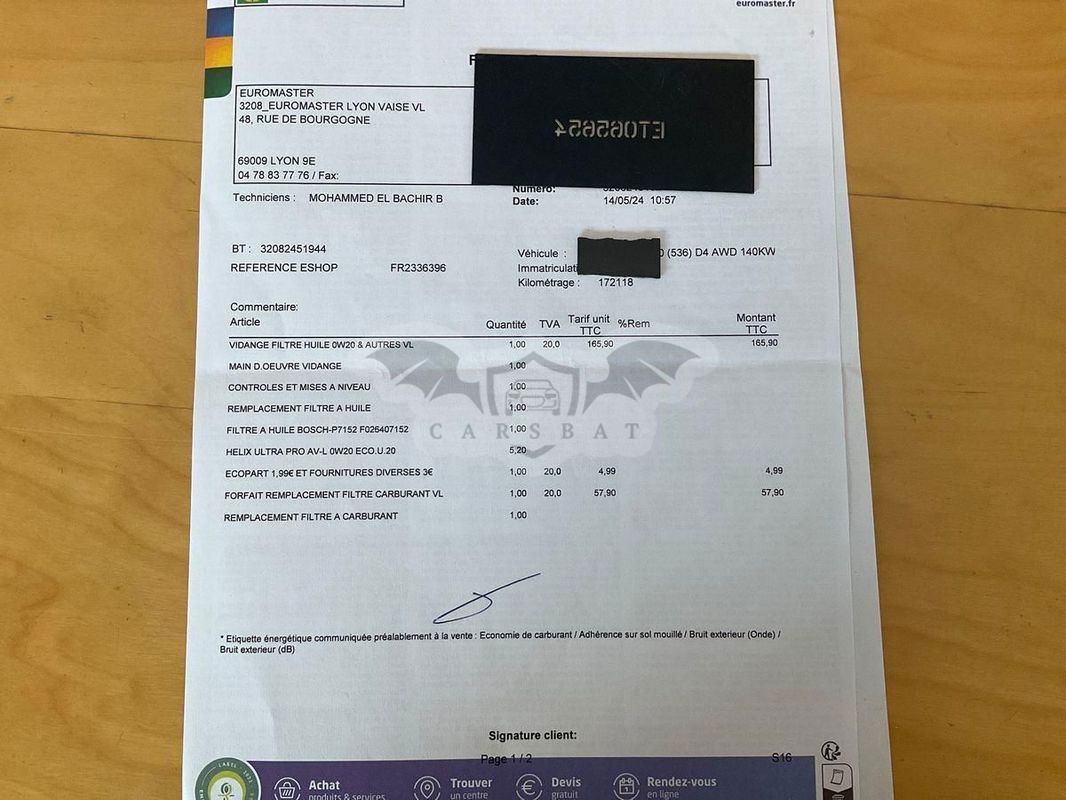 euromaster.fr
EUROMASTER
3208_EUROMASTER LYON VAISE VL
48, RUE DE BOURGOGNE
69009 LYON 9E
04 78 83 77 76 / Fax:
ET065654
Techniciens : MOHAMMED EL BACHIR B
Numéro:
Date: 14/05/24 10:57
BT : 32082451944
REFERENCE ESHOP FR2336396
Véhicule : (536) D4 AWD 140KW
Immatriculati
Kilométrage : 172118
Commentaire:
Article Quantité TVA Tarif unit TTC %Rem Montant TTC
VIDANGE FILTRE HUILE 0W20 & AUTRES VL 1,00 20,0 165,90 165,90
MAIN D.OEUVRE VIDANGE 1,00
CONTROLES ET MISES A NIVEAU 1,00
REMPLACEMENT FILTRE A HUILE 1,00
FILTRE A HUILE BOSCH-P7152 F026407152 1,00
CARSBAT
HELIX ULTRA PRO AV-L 0W20 ECO.U.20 5,20
ECOPART 1,99€ ET FOURNITURES DIVERSES 3€ 1,00 20,0 4,99 4,99
FORFAIT REMPLACEMENT FILTRE CARBURANT VL 1,00 20,0 57,90 57,90
REMPLACEMENT FILTRE A CARBURANT 1,00
* Etiquette énergétique communiquée préalablement à la vente : Economie de carburant / Adhérence sur sol mouillé / Bruit exterieur (Onde) /
Bruit exterieur (dB)
Signature client:
Page 1 / 2
S16
LABEL
Achat
produits & services
Trouver
un centre
Devis
gratuit
Rendez-vous
en ligne